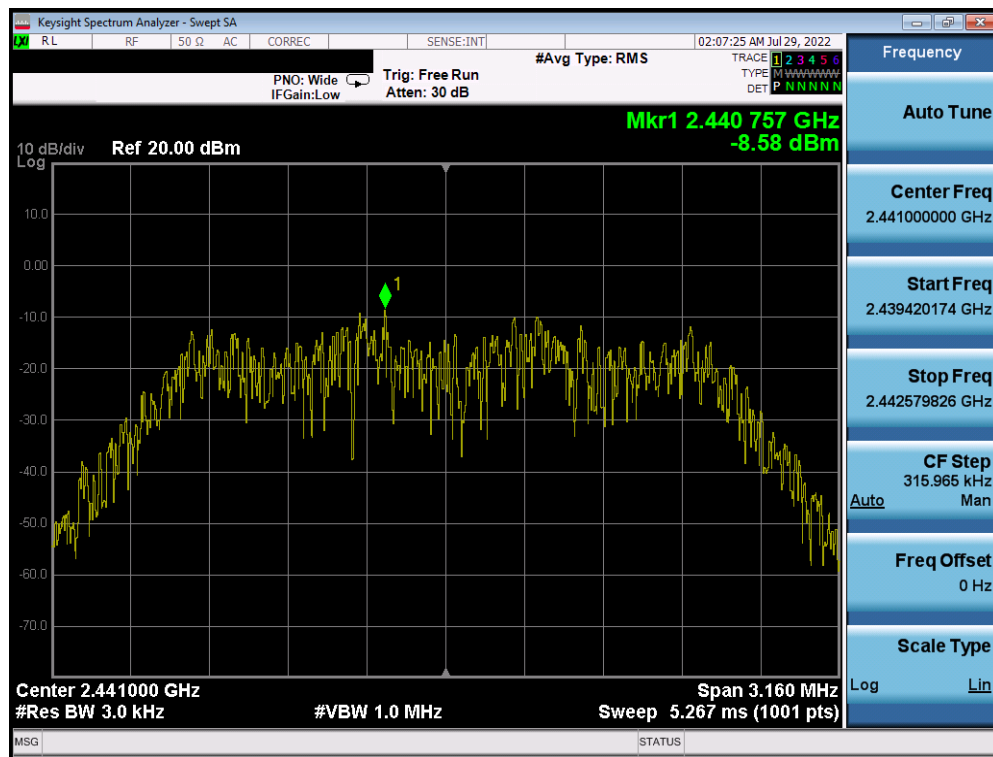 Keysight Spectrum Analyzer - Swept SA
LXI RL RF 50 Ω AC CORREC SENSE:INT 02:07:25 AM Jul 29, 2022
#Avg Type: RMS
TRACE 1 2 3 4 5 6
PNO: Wide Trig: Free Run
TYPE M WWWWW
IFGain:Low Atten: 30 dB
DET P N N N N N
Mkr1 2.440 757 GHz
-8.58 dBm
10 dB/div Ref 20.00 dBm
Log
1
10.0
0.00
-10.0
-20.0
-30.0
-40.0
-50.0
-60.0
-70.0
Center 2.441000 GHz Span 3.160 MHz
#Res BW 3.0 kHz #VBW 1.0 MHz Sweep 5.267 ms (1001 pts)
MSG STATUS
Frequency
Auto Tune
Center Freq
2.441000000 GHz
Start Freq
2.439420174 GHz
Stop Freq
2.442579826 GHz
CF Step
315.965 kHz
Auto Man
Freq Offset
0 Hz
Scale Type
Log Lin